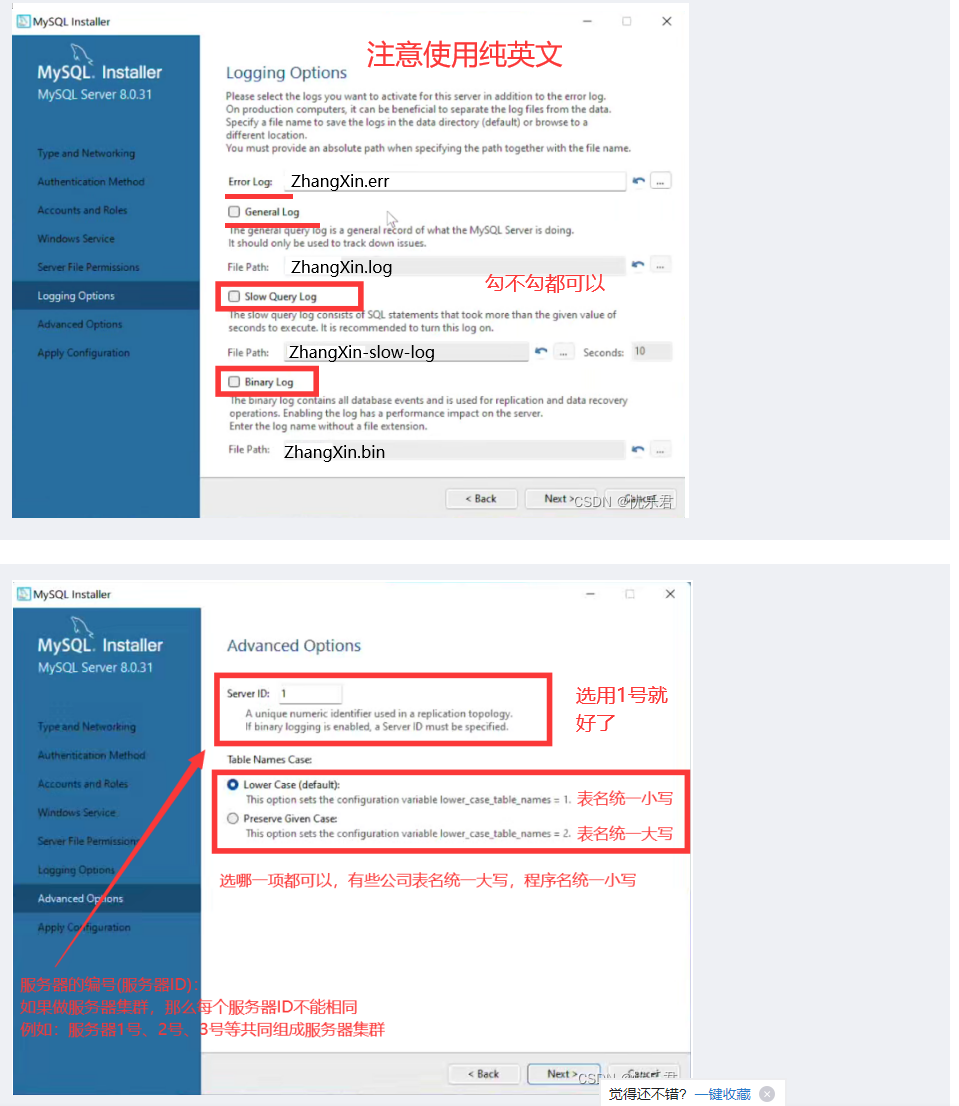 MySQL Installer
注意使用纯英文
MySQL. Installer
MySQL Server 8.0.31
Type and Networking
Authentication Method
Accounts and Roles
Windows Service
Server File Permissions
Logging Options
Advanced Options
Apply Configuration
Logging Options
Please select the logs you want to activate for this server in addition to the error log.
On production computers, it can be beneficial to separate the log files from the data.
Specify a file name to save the logs in the data directory (default) or browse to a
different location.
You must provide an absolute path when specifying the path together with the file name.
Error Log: ZhangXin.err ...
General Log
The general query log is a general record of what the MySQL Server is doing.
It should only be used to track down issues.
File Path: ZhangXin.log ...
勾不勾都可以
Slow Query Log
The slow query log consists of SQL statements that took more than the given value of
seconds to execute. It is recommended to turn this log on.
File Path: ZhangXin-slow-log ... Seconds: 10
Binary Log
The binary log contains all database events and is used for replication and data recovery
operations. Enabling the log has a performance impact on the server.
Enter the log name without a file extension.
File Path: ZhangXin.bin ...
< Back Next > Cancel
CSDN @优乐君
MySQL Installer
MySQL. Installer
MySQL Server 8.0.31
Type and Networking
Authentication Method
Accounts and Roles
Windows Service
Server File Permissions
Logging Options
Advanced Options
Apply Configuration
Advanced Options
Server ID: 1
A unique numeric identifier used in a replication topology.
If binary logging is enabled, a Server ID must be specified.
选用1号就
好了
Table Names Case:
Lower Case (default):
This option sets the configuration variable lower_case_table_names = 1. 表名统一小写
Preserve Given Case:
This option sets the configuration variable lower_case_table_names = 2. 表名统一大写
选哪一项都可以，有些公司表名统一大写，程序名统一小写
服务器的编号(服务器ID)：
如果做服务器集群，那么每个服务器ID不能相同
例如：服务器1号、2号、3号等共同组成服务器集群
< Back Next > Cancel
觉得还不错? 一键收藏